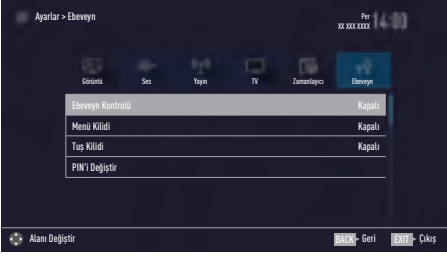 Ayarlar > Ebeveyn
Per
xx xxx xxxx
14:00
Görüntü Ses Yayın TV Zamanlayıcı Ebeveyn
Ebeveyn Kontrolü Kapalı
Menü Kilidi Kapalı
Tuş Kilidi Kapalı
PIN'i Değiştir
Alanı Değiştir BACK Geri EXIT Çıkış